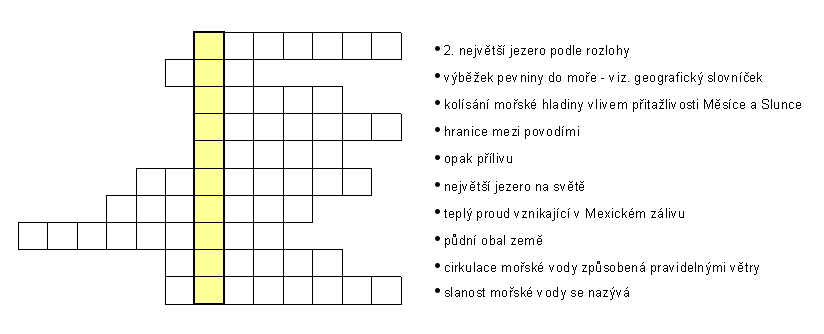 • 2. největší jezero podle rozlohy
• výběžek pevniny do moře - viz. geografický slovníček
• kolísání mořské hladiny vlivem přitažlivosti Měsíce a Slunce
• hranice mezi povodími
• opak přílivu
• největší jezero na světě
• teplý proud vznikající v Mexickém zálivu
• půdní obal země
• cirkulace mořské vody způsobená pravidelnými větry
• slanost mořské vody se nazývá